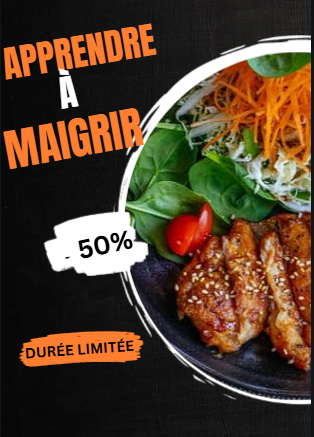 APPRENDRE
À
MAIGRIR
- 50%
DURÉE LIMITÉE